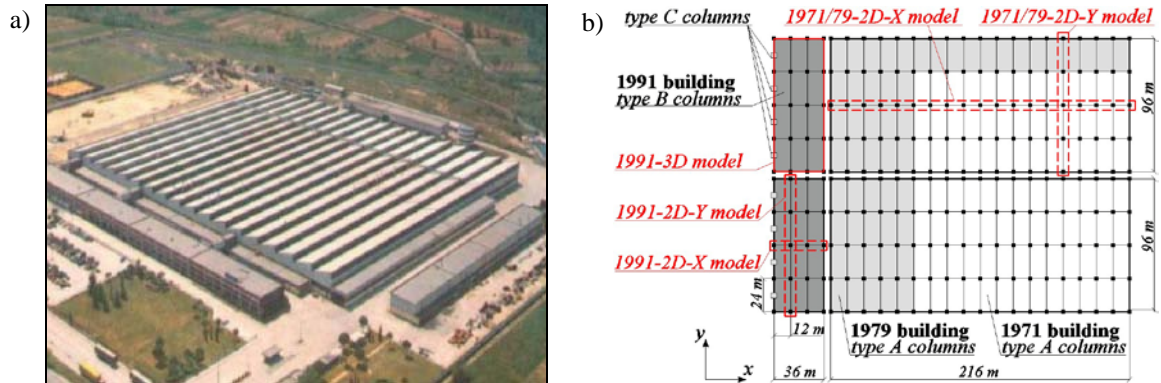 a)
b)
type C columns
1971/79-2D-X model
1971/79-2D-Y model
1991 building
type B columns
96 m
1991-3D model
1991-2D-Y model
1991-2D-X model
96 m
24 m
12 m
1979 building
type A columns
1971 building
type A columns
y
x
36 m
216 m